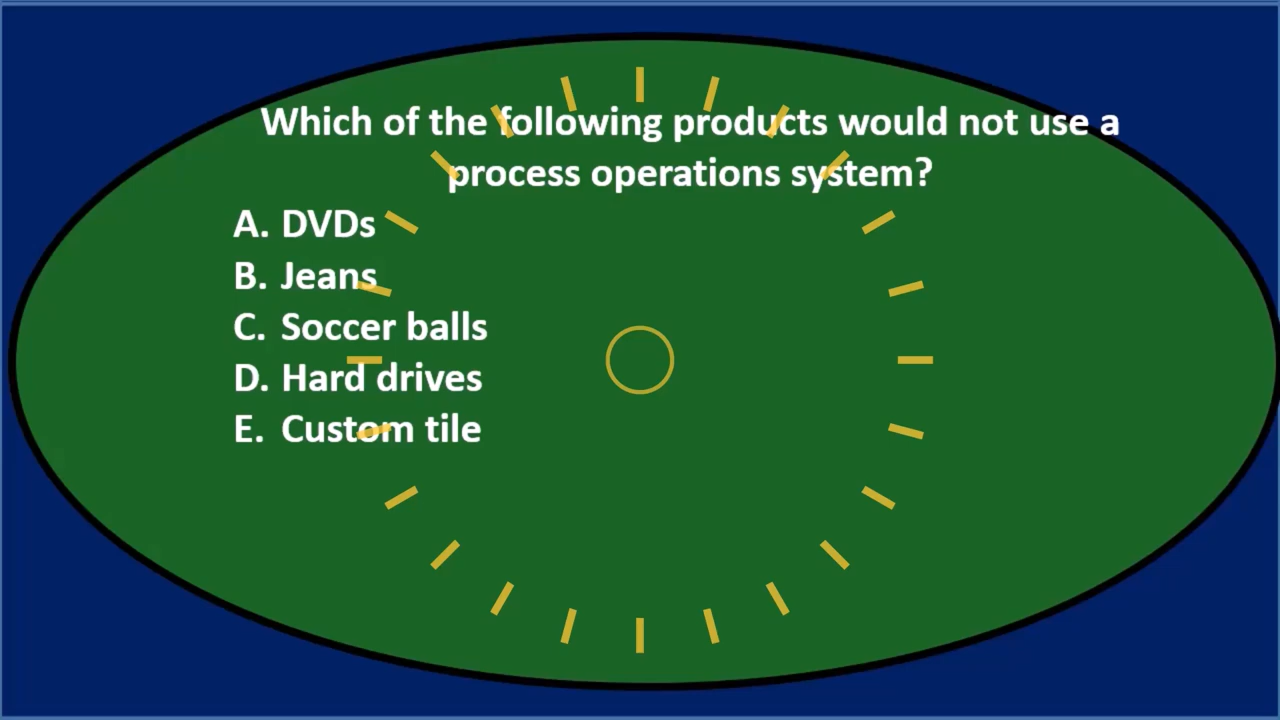 Which of the following products would not use a
process operations system?
A. DVDs
B. Jeans
C. Soccer balls
D. Hard drives
E. Custom tile